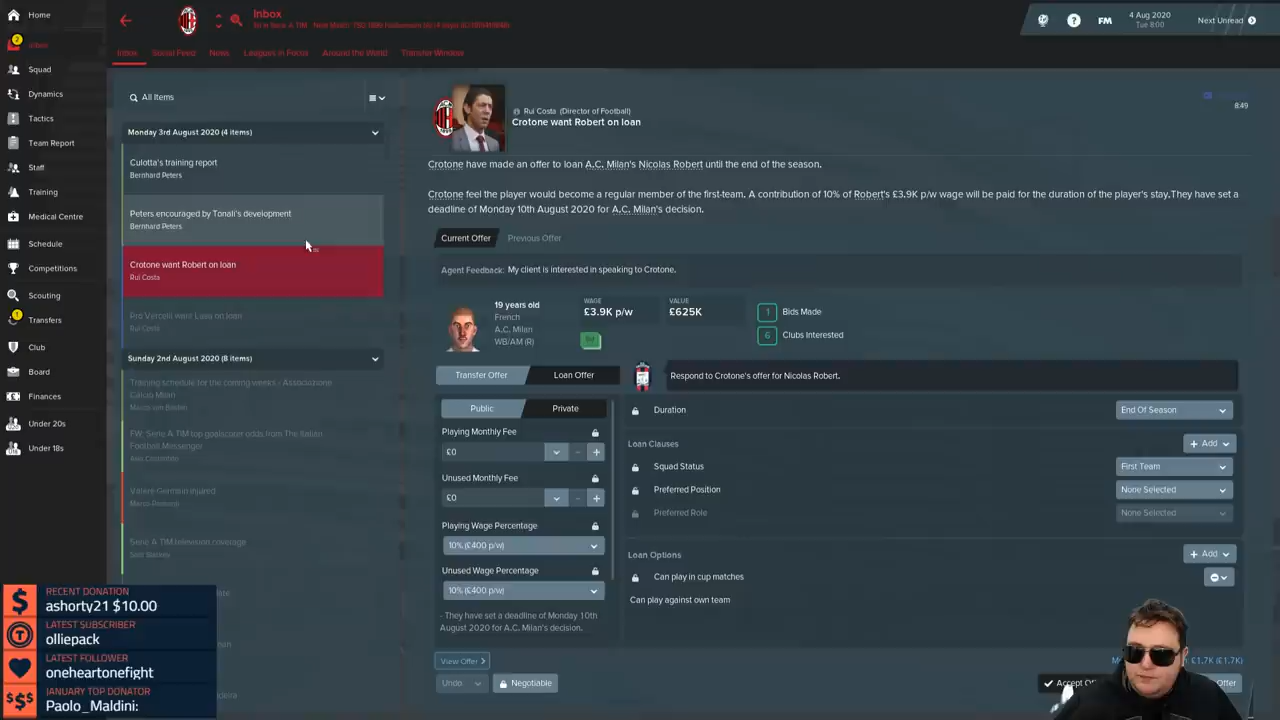 Home
Inbox
4 Aug 2020
Tue 8:00
Next Unread
FM
2
Squad
Dynamics
Tactics
Team Report
Staff
Training
Medical Centre
Schedule
Competitions
Scouting
Transfers
1
Club
Board
Finances
Under 20s
Under 18s
Inbox
Social Feed
News
Leagues in Focus
Around the World
Transfer Window
All Items
Monday 3rd August 2020 (4 items)
Culotta's training report
Bernhard Peters
Peters encouraged by Tonali's development
Bernhard Peters
Crotone want Robert on loan
Rui Costa
Pro Vercelli want Luas on loan
Rui Costa
Sunday 2nd August 2020 (8 items)
Training schedule for the coming weeks - Associazione
Calcio Milan
Marco van Basten
FW: Serie A TIM top goalscorer odds from The Italian
Football Messenger
Valere Germain injured
Serie A TIM television coverage
RECENT DONATION
ashorty21 $10.00
LATEST SUBSCRIBER
olliepack
LATEST FOLLOWER
oneheartonefight
JANUARY TOP DONATOR
Paolo_Maldini:
Rui Costa (Director of Football)
Crotone want Robert on loan
8:49
Crotone have made an offer to loan A.C. Milan's Nicolas Robert until the end of the season.
Crotone feel the player would become a regular member of the first-team. A contribution of 10% of Robert's £3.9K p/w wage will be paid for the duration of the player's stay.They have set a
deadline of Monday 10th August 2020 for A.C. Milan's decision.
Current Offer
Previous Offer
Agent Feedback: My client is interested in speaking to Crotone.
19 years old
French
A.C. Milan
WB/AM (R)
WAGE
£3.9K p/w
VALUE
£625K
1 Bids Made
6 Clubs Interested
Transfer Offer
Loan Offer
Respond to Crotone's offer for Nicolas Robert.
Public
Private
Playing Monthly Fee
£0
Unused Monthly Fee
£0
Playing Wage Percentage
10% (£400 p/w)
Unused Wage Percentage
10% (£400 p/w)
- They have set a deadline of Monday 10th
August 2020 for A.C. Milan's decision.
Duration
End Of Season
Loan Clauses
Add
Squad Status
First Team
Preferred Position
None Selected
Preferred Role
None Selected
Loan Options
Add
Can play in cup matches
Can play against own team
View Offer
Undo
Negotiable
Accept
£1.7K (£1.7K)
Offer